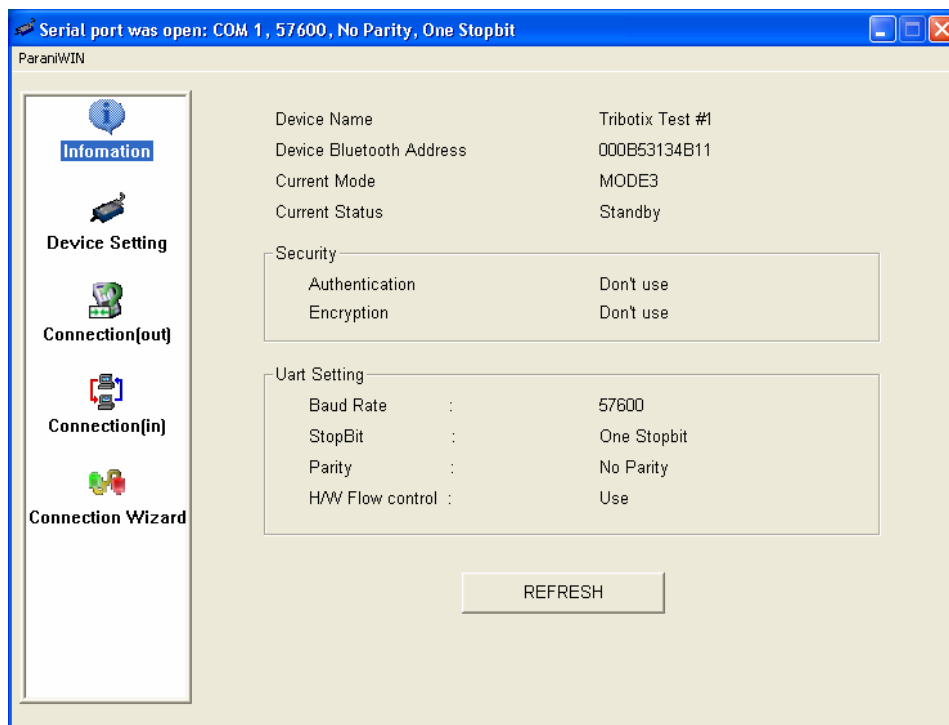 Serial port was open: COM 1, 57600, No Parity, One Stopbit
ParaniWIN
Infomation
Device Setting
Connection(out)
Connection(in)
Connection Wizard
Device Name Tribotix Test #1
Device Bluetooth Address 000B53134B11
Current Mode MODE3
Current Status Standby
Security
Authentication Don't use
Encryption Don't use
Uart Setting
Baud Rate : 57600
StopBit : One Stopbit
Parity : No Parity
H/W Flow control : Use
REFRESH